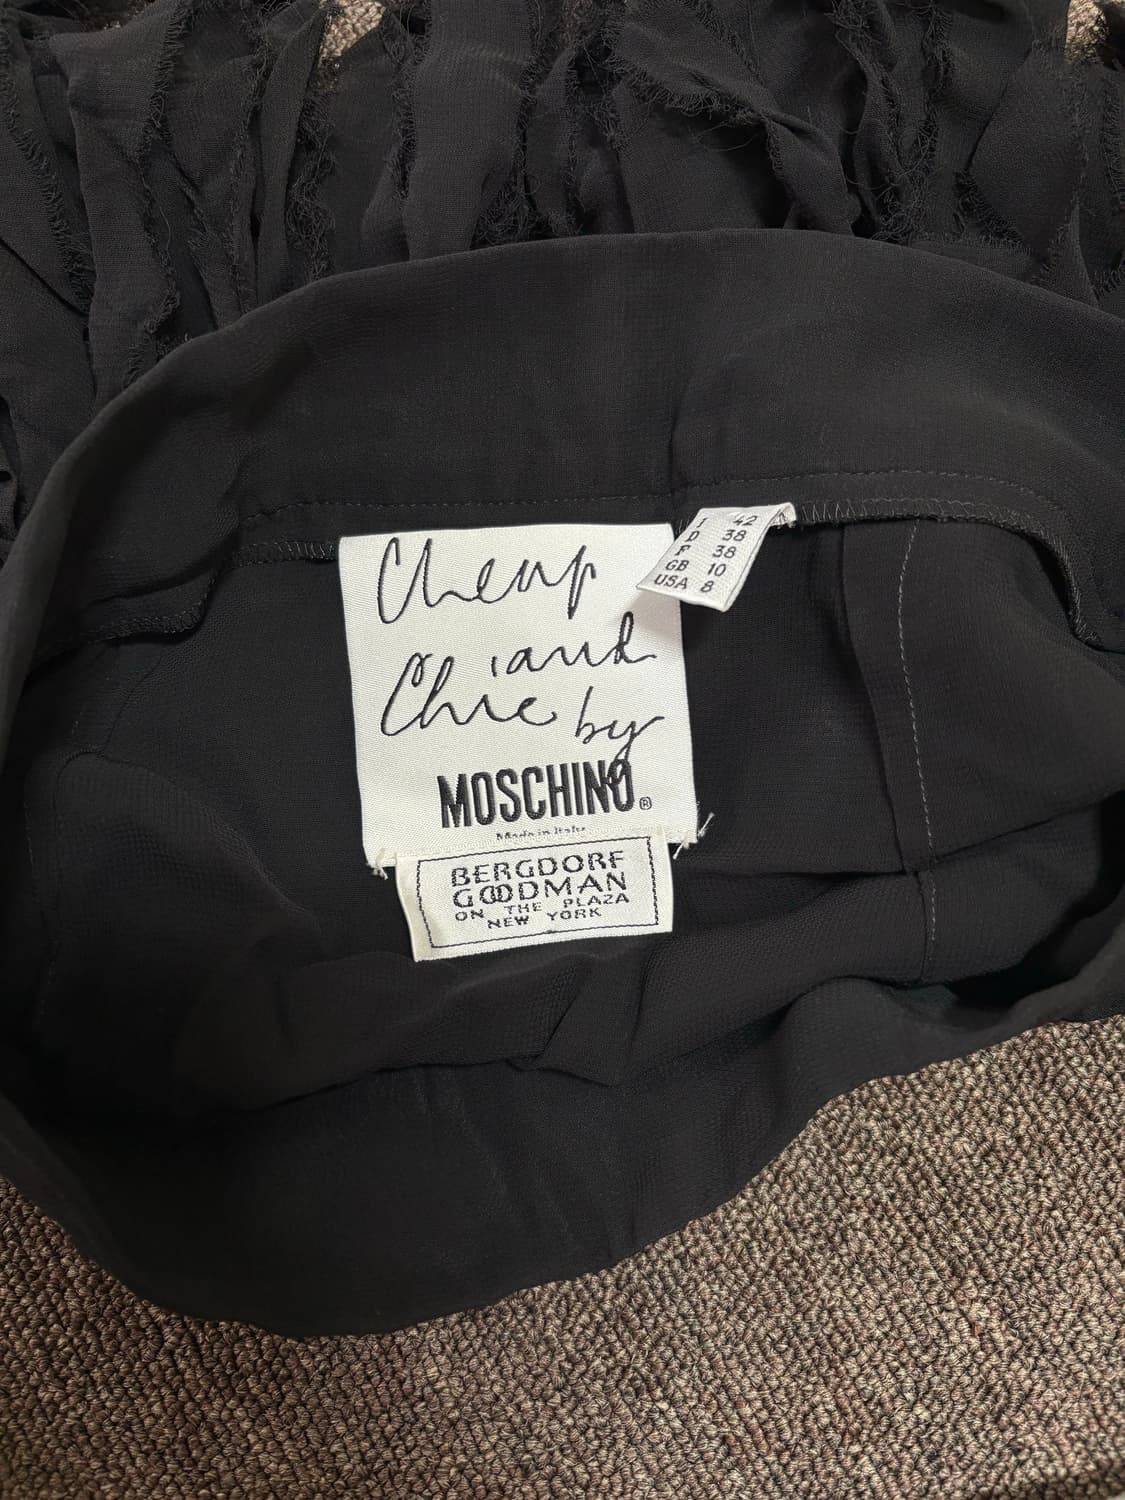 Cheap
and
Chic by
MOSCHINO®
Made in Italy
BERGDORF
GOODMAN
ON THE PLAZA
NEW YORK
I 42
D 38
F 38
GB 10
USA 8